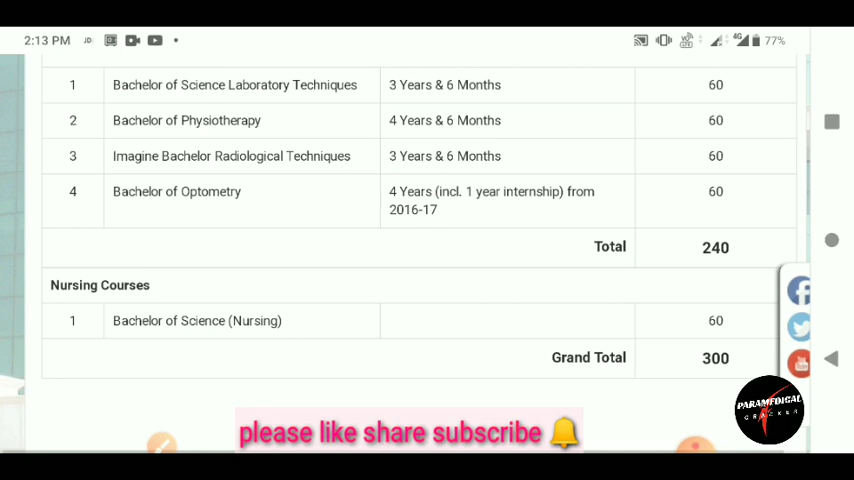 2:13 PM JD 4G 77%
1 Bachelor of Science Laboratory Techniques 3 Years & 6 Months 60
2 Bachelor of Physiotherapy 4 Years & 6 Months 60
3 Imagine Bachelor Radiological Techniques 3 Years & 6 Months 60
4 Bachelor of Optometry 4 Years (incl. 1 year internship) from 60
2016-17
Total 240
Nursing Courses
1 Bachelor of Science (Nursing) 60
Grand Total 300
PARAMEDICAL
CRACKER
please like share subscribe 🔔